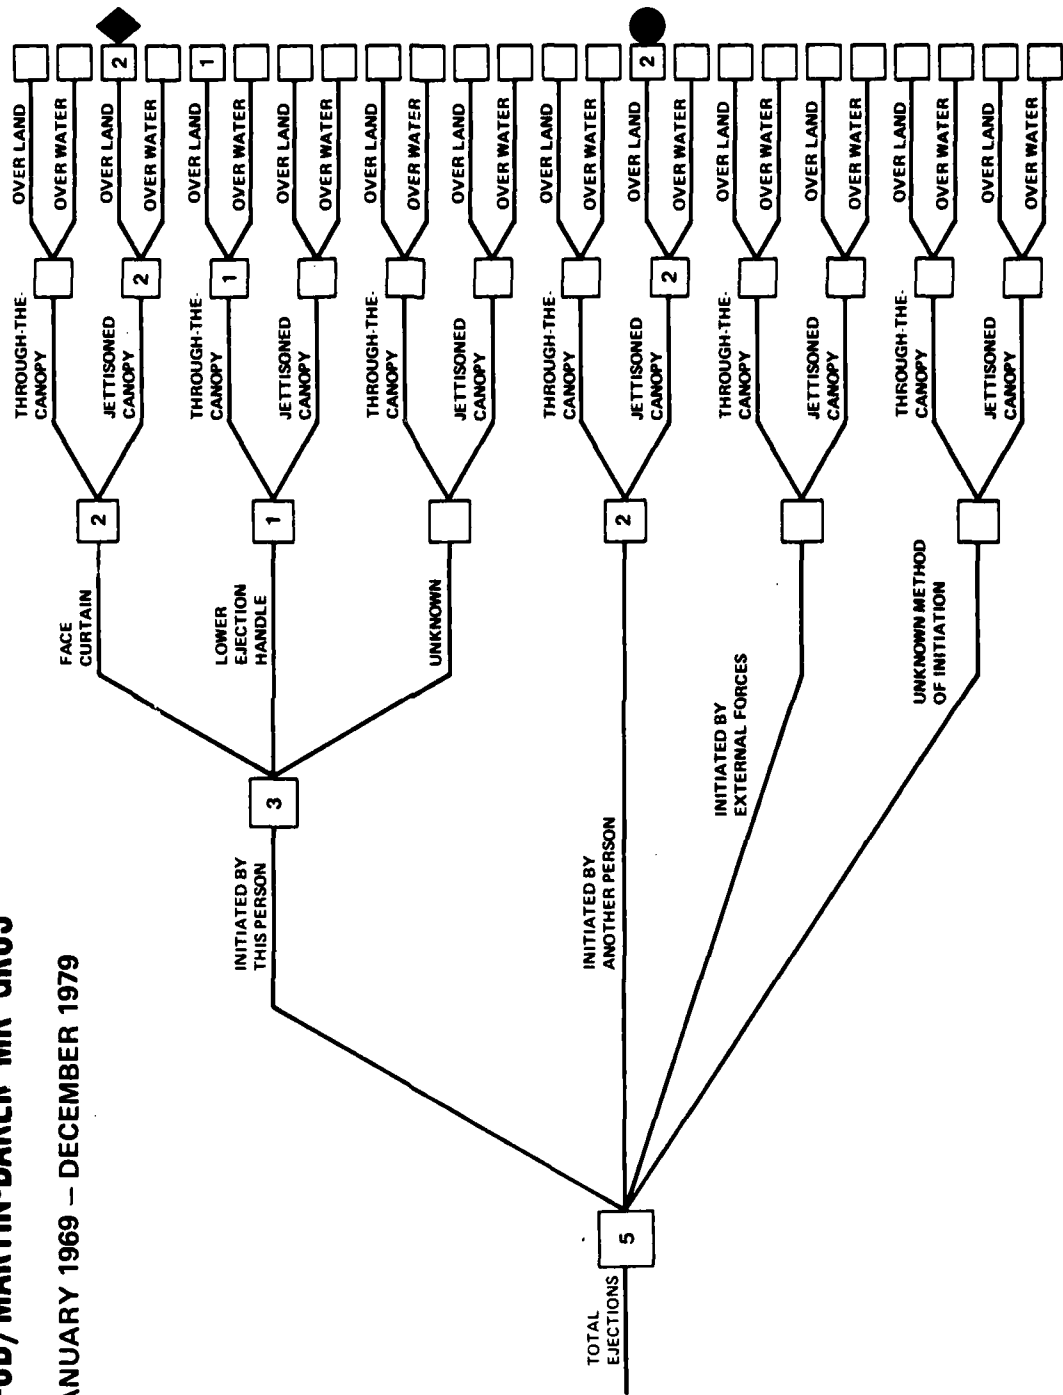 MARTIN-BAKER MK
ANUARY 1969 – DECEMBER 1979
TOTAL
EJECTIONS
5
INITIATED BY
THIS PERSON
3
FACE
CURTAIN
2
THROUGH-THE-
CANOPY
OVER LAND
OVER WATER
JETTISONED
CANOPY
2
OVER LAND
2
OVER WATER
LOWER
EJECTION
HANDLE
1
THROUGH-THE-
CANOPY
1
OVER LAND
1
OVER WATER
JETTISONED
CANOPY
OVER LAND
OVER WATER
UNKNOWN
THROUGH-THE-
CANOPY
OVER LAND
OVER WATER
JETTISONED
CANOPY
OVER LAND
OVER WATER
INITIATED BY
ANOTHER PERSON
2
THROUGH-THE-
CANOPY
OVER LAND
OVER WATER
JETTISONED
CANOPY
2
OVER LAND
2
OVER WATER
INITIATED BY
EXTERNAL FORCES
THROUGH-THE-
CANOPY
OVER LAND
OVER WATER
JETTISONED
CANOPY
OVER LAND
OVER WATER
UNKNOWN METHOD
OF INITIATION
THROUGH-THE-
CANOPY
OVER LAND
OVER WATER
JETTISONED
CANOPY
OVER LAND
OVER WATER